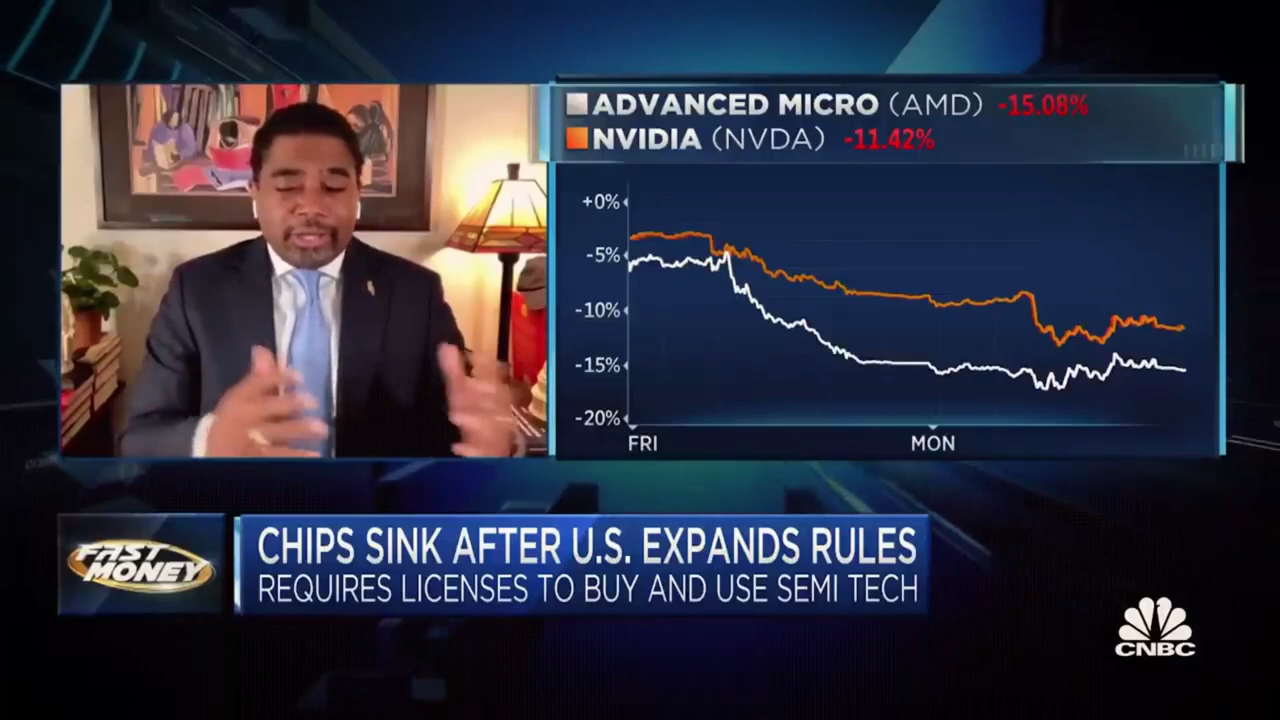 ADVANCED MICRO (AMD) -15.08%
NVIDIA (NVDA) -11.42%
+0%
-5%
-10%
-15%
-20%
FRI MON
FAST MONEY
CHIPS SINK AFTER U.S. EXPANDS RULES
REQUIRES LICENSES TO BUY AND USE SEMI TECH
CNBC